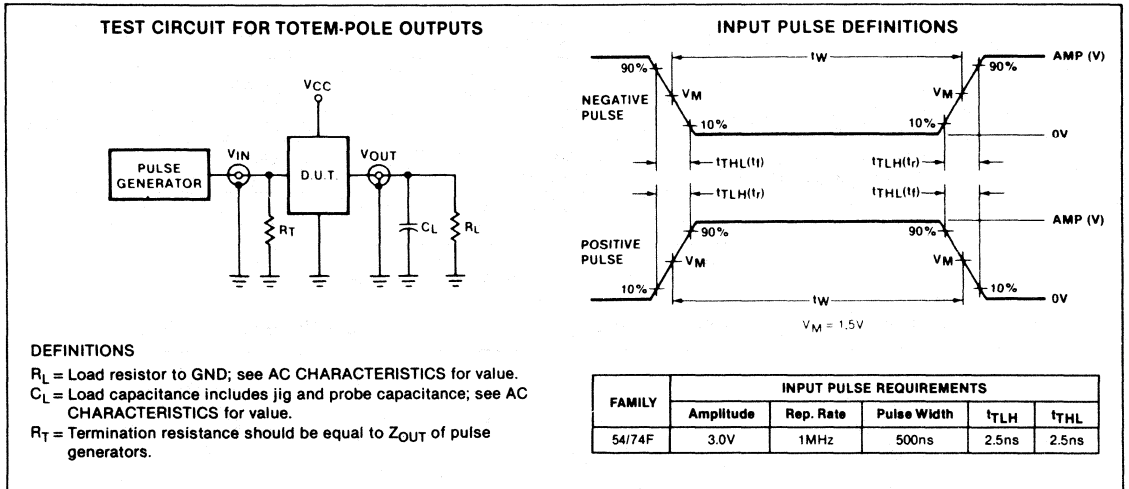 TEST CIRCUIT FOR TOTEM-POLE OUTPUTS
VCC
PULSE
GENERATOR
VIN
D.U.T.
VOUT
RT
CL
RL
DEFINITIONS
RL = Load resistor to GND; see AC CHARACTERISTICS for value.
CL = Load capacitance includes jig and probe capacitance; see AC
CHARACTERISTICS for value.
RT = Termination resistance should be equal to ZOUT of pulse
generators.
INPUT PULSE DEFINITIONS
tW
AMP (V)
90%
90%
NEGATIVE
PULSE
VM
VM
10%
10%
0V
tTHL(tf)
tTLH(tr)
tTLH(tr)
tTHL(tf)
AMP (V)
90%
90%
POSITIVE
PULSE
VM
VM
10%
10%
tW
0V
VM = 1.5V
FAMILY
INPUT PULSE REQUIREMENTS
Amplitude Rep. Rate Pulse Width tTLH tTHL
54/74F 3.0V 1MHz 500ns 2.5ns 2.5ns